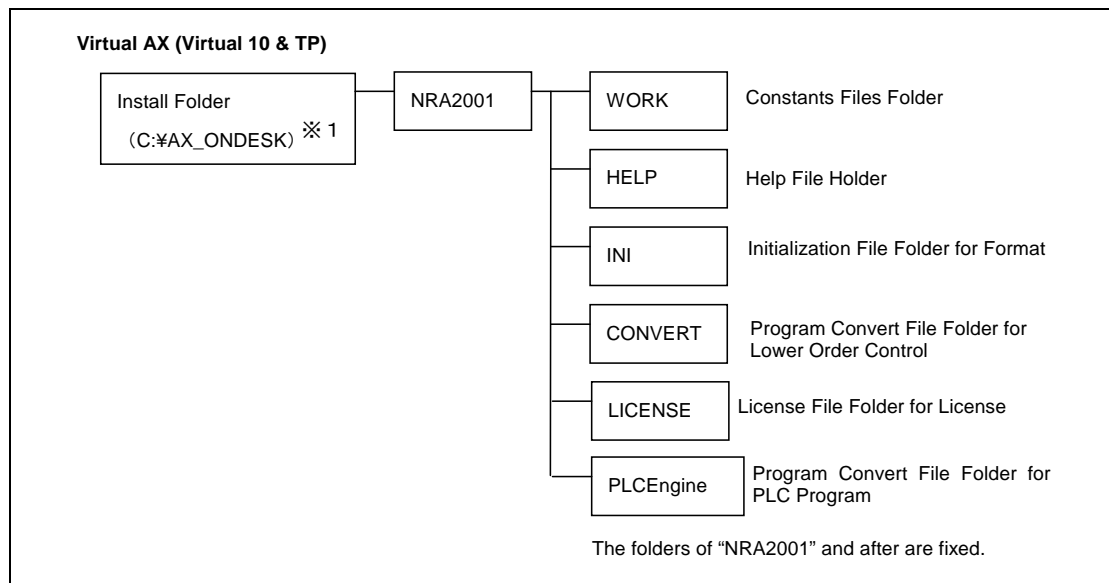 Virtual AX (Virtual 10 & TP)
Install Folder
（C:¥AX_ONDESK）※１
NRA2001
WORK
Constants Files Folder
HELP
Help File Holder
INI
Initialization File Folder for Format
CONVERT
Program Convert File Folder for
Lower Order Control
LICENSE
License File Folder for License
PLCEngine
Program Convert File Folder for
PLC Program
The folders of “NRA2001” and after are fixed.